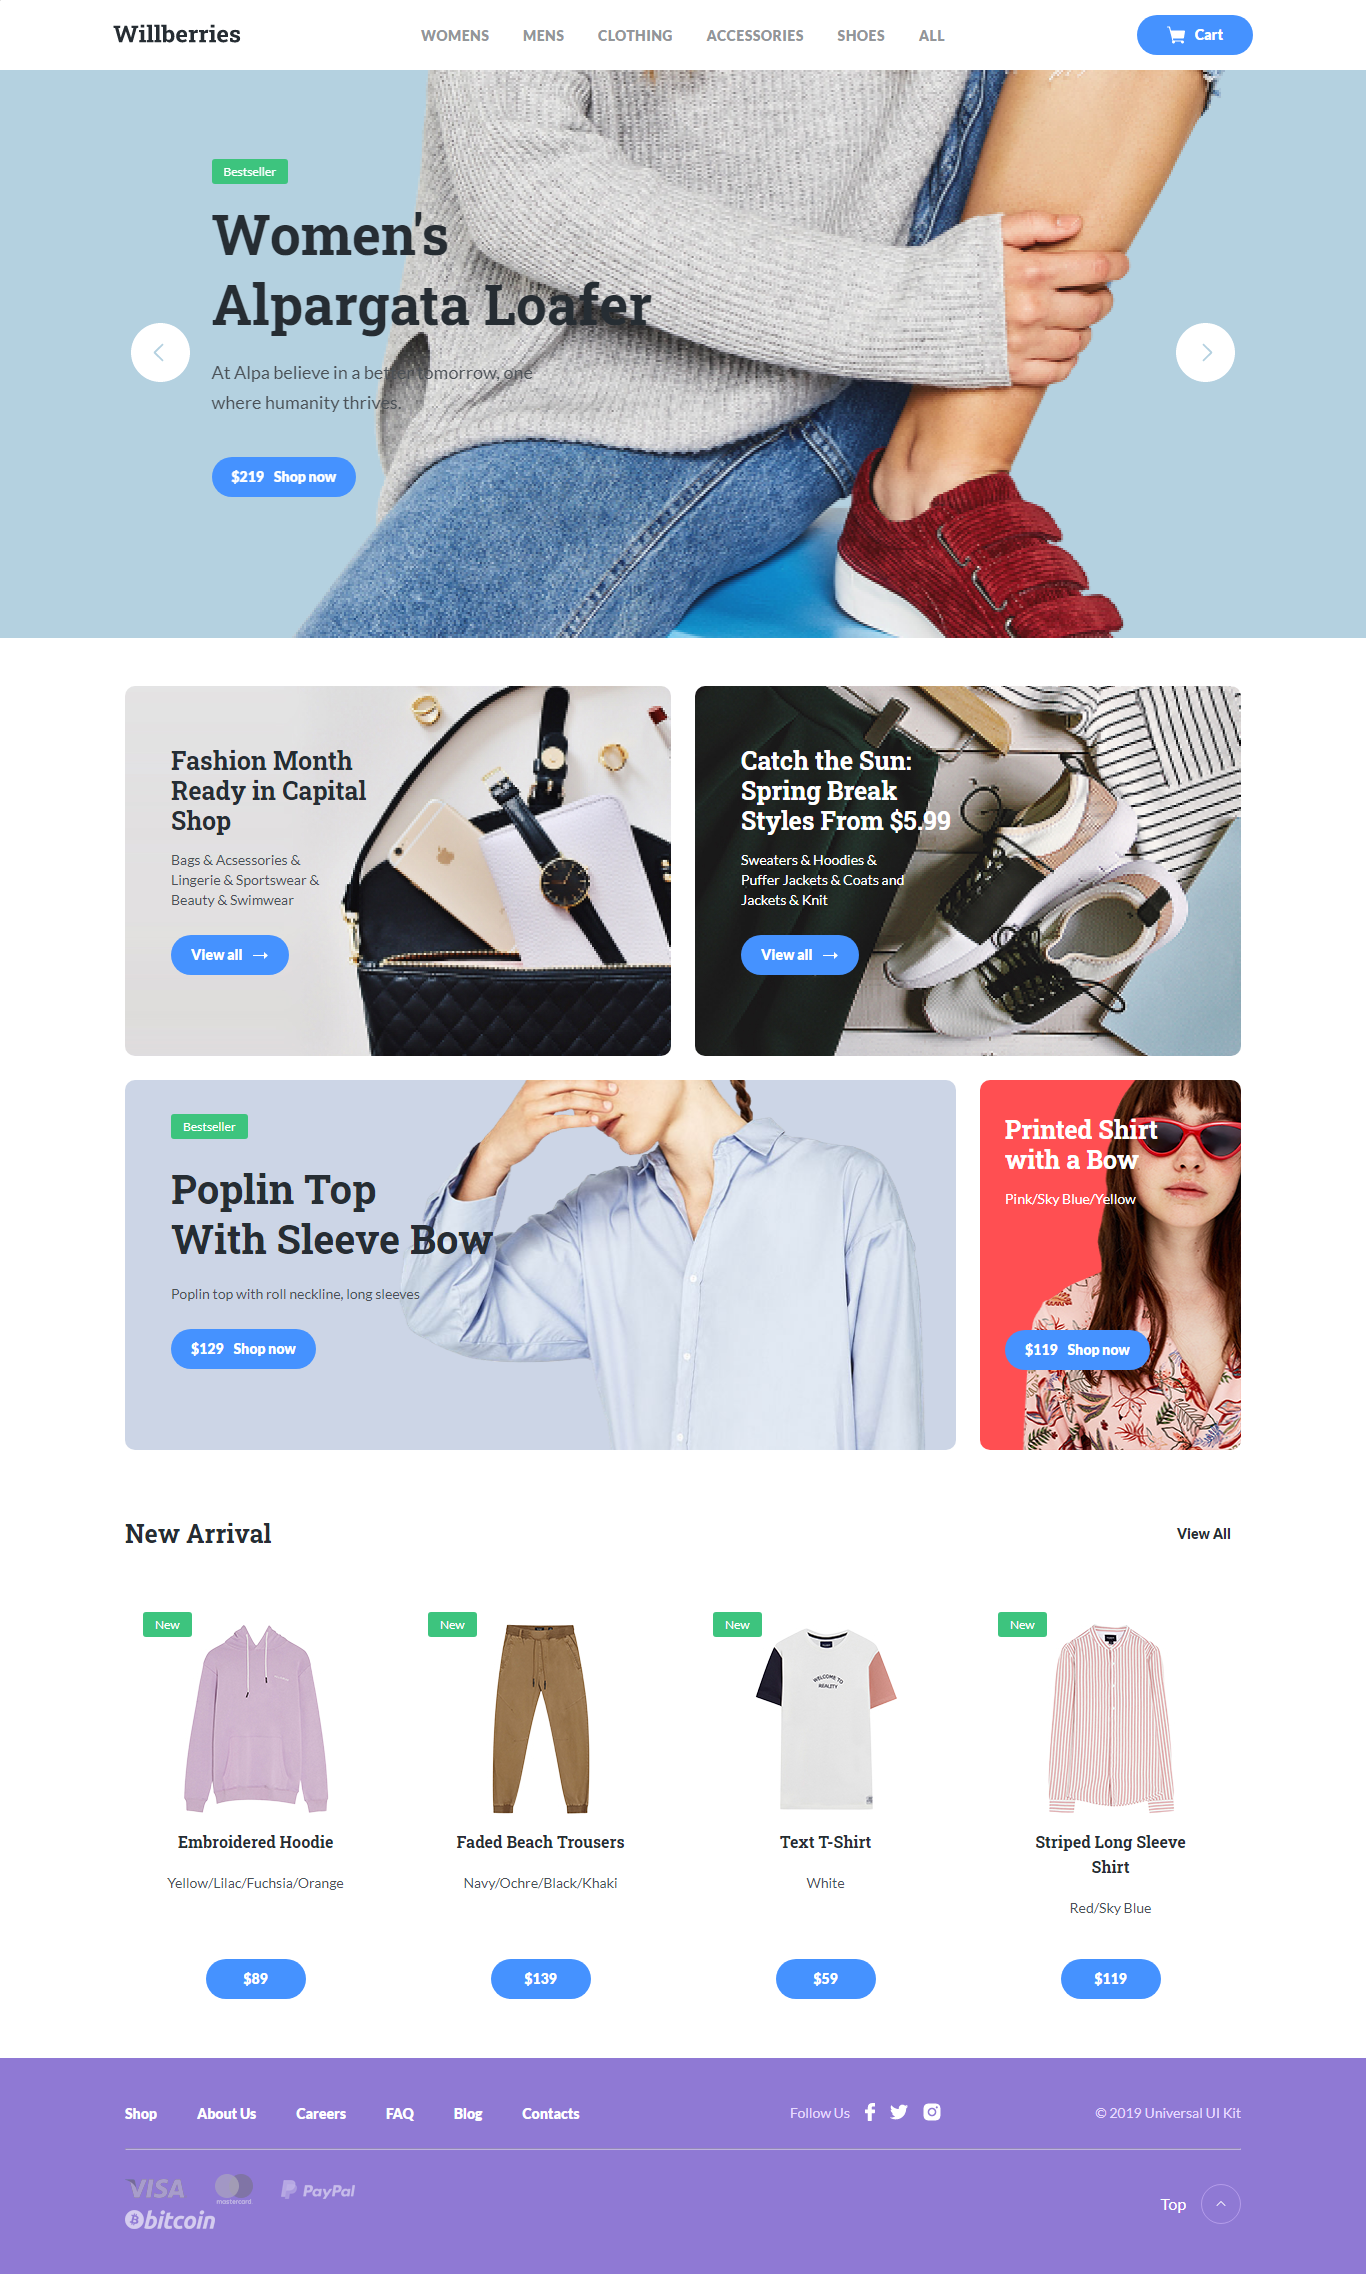 Willberries
WOMENS
MENS
CLOTHING
ACCESSORIES
SHOES
ALL
Cart
Bestseller
Women's
Alpargata Loafer
At Alpa believe in a better tomorrow, one
where humanity thrives.
$219 Shop now
Fashion Month
Ready in Capital
Shop
Bags & Acsessories &
Lingerie & Sportswear &
Beauty & Swimwear
View all
Catch the Sun:
Spring Break
Styles From $5.99
Sweaters & Hoodies &
Puffer Jackets & Coats and
Jackets & Knit
View all
Bestseller
Poplin Top
With Sleeve Bow
Poplin top with roll neckline, long sleeves
$129 Shop now
Printed Shirt
with a Bow
Pink/Sky Blue/Yellow
$119 Shop now
New Arrival
View All
New
WELCOME TO
REALITY
Embroidered Hoodie
Yellow/Lilac/Fuchsia/Orange
$89
New
Faded Beach Trousers
Navy/Ochre/Black/Khaki
$139
New
Text T-Shirt
White
$59
New
Striped Long Sleeve
Shirt
Red/Sky Blue
$119
Shop
About Us
Careers
FAQ
Blog
Contacts
Follow Us
© 2019 Universal UI Kit
VISA
mastercard
PayPal
bitcoin
Top